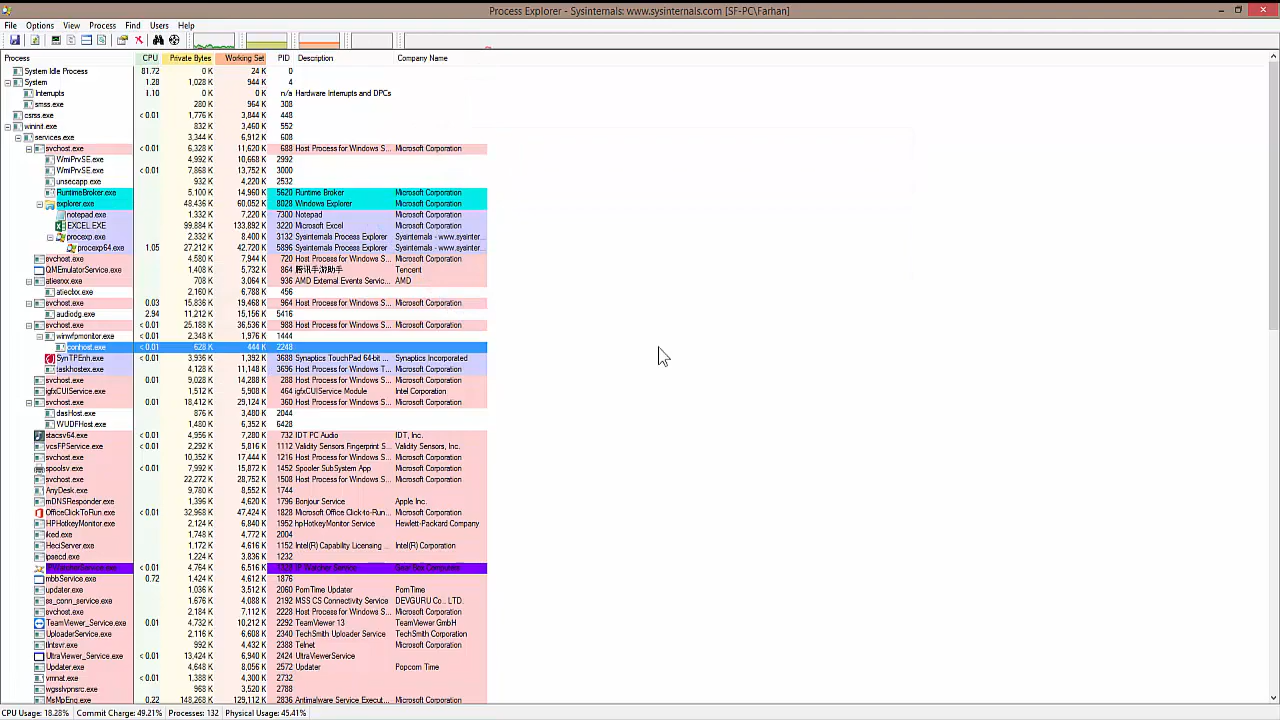 Process Explorer - Sysinternals: www.sysinternals.com [SF-PC\Farhan]
File Options View Process Find Users Help
Process CPU Private Bytes Working Set PID Description Company Name
System Idle Process 81.72 0 K 24 K 0
System 1.28 1,028 K 944 K 4
Interrupts 1.10 0 K 0 K n/a Hardware Interrupts and DPCs
smss.exe 280 K 964 K 308
csrss.exe < 0.01 1,776 K 3,844 K 448
wininit.exe 832 K 3,460 K 552
services.exe 3,344 K 6,912 K 608
svchost.exe < 0.01 6,328 K 11,620 K 688 Host Process for Windows S... Microsoft Corporation
WmiPrvSE.exe 4,992 K 10,668 K 2992
WmiPrvSE.exe < 0.01 7,868 K 13,752 K 3000
unsecapp.exe 932 K 4,220 K 2532
RuntimeBroker.exe 5,100 K 14,960 K 5620 Runtime Broker Microsoft Corporation
explorer.exe 48,436 K 60,052 K 8028 Windows Explorer Microsoft Corporation
notepad.exe 1,332 K 7,220 K 7300 Notepad Microsoft Corporation
EXCEL.EXE 99,884 K 133,892 K 3220 Microsoft Excel Microsoft Corporation
procexp.exe 2,332 K 8,400 K 3132 Sysinternals Process Explorer Sysinternals - www.sysinter...
procexp64.exe 1.05 27,212 K 42,720 K 5896 Sysinternals Process Explorer Sysinternals - www.sysinter...
svchost.exe 4,580 K 7,944 K 720 Host Process for Windows S... Microsoft Corporation
QMEmulatorService.exe 1,408 K 5,732 K 864 腾讯手游助手 Tencent
atiesrxx.exe 708 K 3,064 K 936 AMD External Events Servic... AMD
atieclxx.exe 2,160 K 6,788 K 456
svchost.exe 0.03 15,836 K 19,468 K 964 Host Process for Windows S... Microsoft Corporation
audiodg.exe 2.94 11,212 K 15,156 K 5416
svchost.exe < 0.01 25,188 K 36,536 K 988 Host Process for Windows S... Microsoft Corporation
winwfpmonitor.exe < 0.01 2,348 K 1,976 K 1444
conhost.exe < 0.01 628 K 444 K 2248
SynTPEnh.exe < 0.01 3,936 K 1,392 K 3688 Synaptics TouchPad 64-bit ... Synaptics Incorporated
taskhostex.exe 4,128 K 11,148 K 3696 Host Process for Windows T... Microsoft Corporation
svchost.exe 0.01 9,028 K 14,288 K 288 Host Process for Windows S... Microsoft Corporation
igfxCUIService.exe 1,512 K 5,908 K 464 igfxCUIService Module Intel Corporation
svchost.exe 0.01 18,412 K 29,124 K 360 Host Process for Windows S... Microsoft Corporation
dasHost.exe 876 K 3,480 K 2044
WUDFHost.exe 1,480 K 6,352 K 6428
stacsv64.exe < 0.01 4,956 K 7,280 K 732 IDT PC Audio IDT, Inc.
vcsFPService.exe < 0.01 2,292 K 5,816 K 1112 Validity Sensors Fingerprint S... Validity Sensors, Inc.
svchost.exe 10,352 K 17,444 K 1216 Host Process for Windows S... Microsoft Corporation
spoolsv.exe 7,992 K 15,872 K 1452 Spooler SubSystem App Microsoft Corporation
svchost.exe 22,272 K 28,752 K 1508 Host Process for Windows S... Microsoft Corporation
AnyDesk.exe 9,780 K 8,552 K 1744
mDNSResponder.exe 1,396 K 4,620 K 1796 Bonjour Service Apple Inc.
OfficeClickToRun.exe < 0.01 32,968 K 47,424 K 1828 Microsoft Office Click-to-Run... Microsoft Corporation
HPHotkeyMonitor.exe 2,124 K 6,840 K 1952 hpHotkeyMonitor Service Hewlett-Packard Company
iked.exe 1,748 K 4,772 K 2004
HeciServer.exe 1,172 K 4,616 K 1152 Intel(R) Capability Licensing ... Intel(R) Corporation
ipsecd.exe 1,224 K 3,836 K 1232
IPWatcherService.exe < 0.01 4,764 K 6,516 K 1328 IP Watcher Service Gear Box Computers
mbbService.exe 0.72 1,424 K 4,612 K 1876
updater.exe 1,036 K 3,512 K 2060 PornTime Updater PornTime
ss_conn_service.exe 1,676 K 4,088 K 2192 MSS CS Connectivity Service DEVGURU Co., LTD.
svchost.exe 2,184 K 7,112 K 2228 Host Process for Windows S... Microsoft Corporation
TeamViewer_Service.exe 0.01 4,732 K 10,212 K 2292 TeamViewer 13 TeamViewer GmbH
UploaderService.exe 2,116 K 6,608 K 2340 TechSmith Uploader Service TechSmith Corporation
tlntsvr.exe 992 K 4,432 K 2388 Telnet Microsoft Corporation
UltraViewer_Service.exe < 0.01 13,424 K 6,940 K 2424 UltraViewerService
Updater.exe 4,648 K 8,056 K 2572 Updater Popcorn Time
vmnat.exe < 0.01 1,388 K 4,300 K 2732
wgsslvpnsrc.exe 968 K 3,520 K 2788
MsMpEng.exe 0.22 148,268 K 129,112 K 2836 Antimalware Service Execut... Microsoft Corporation
CPU Usage: 18.28% Commit Charge: 49.21% Processes: 132 Physical Usage: 45.41%